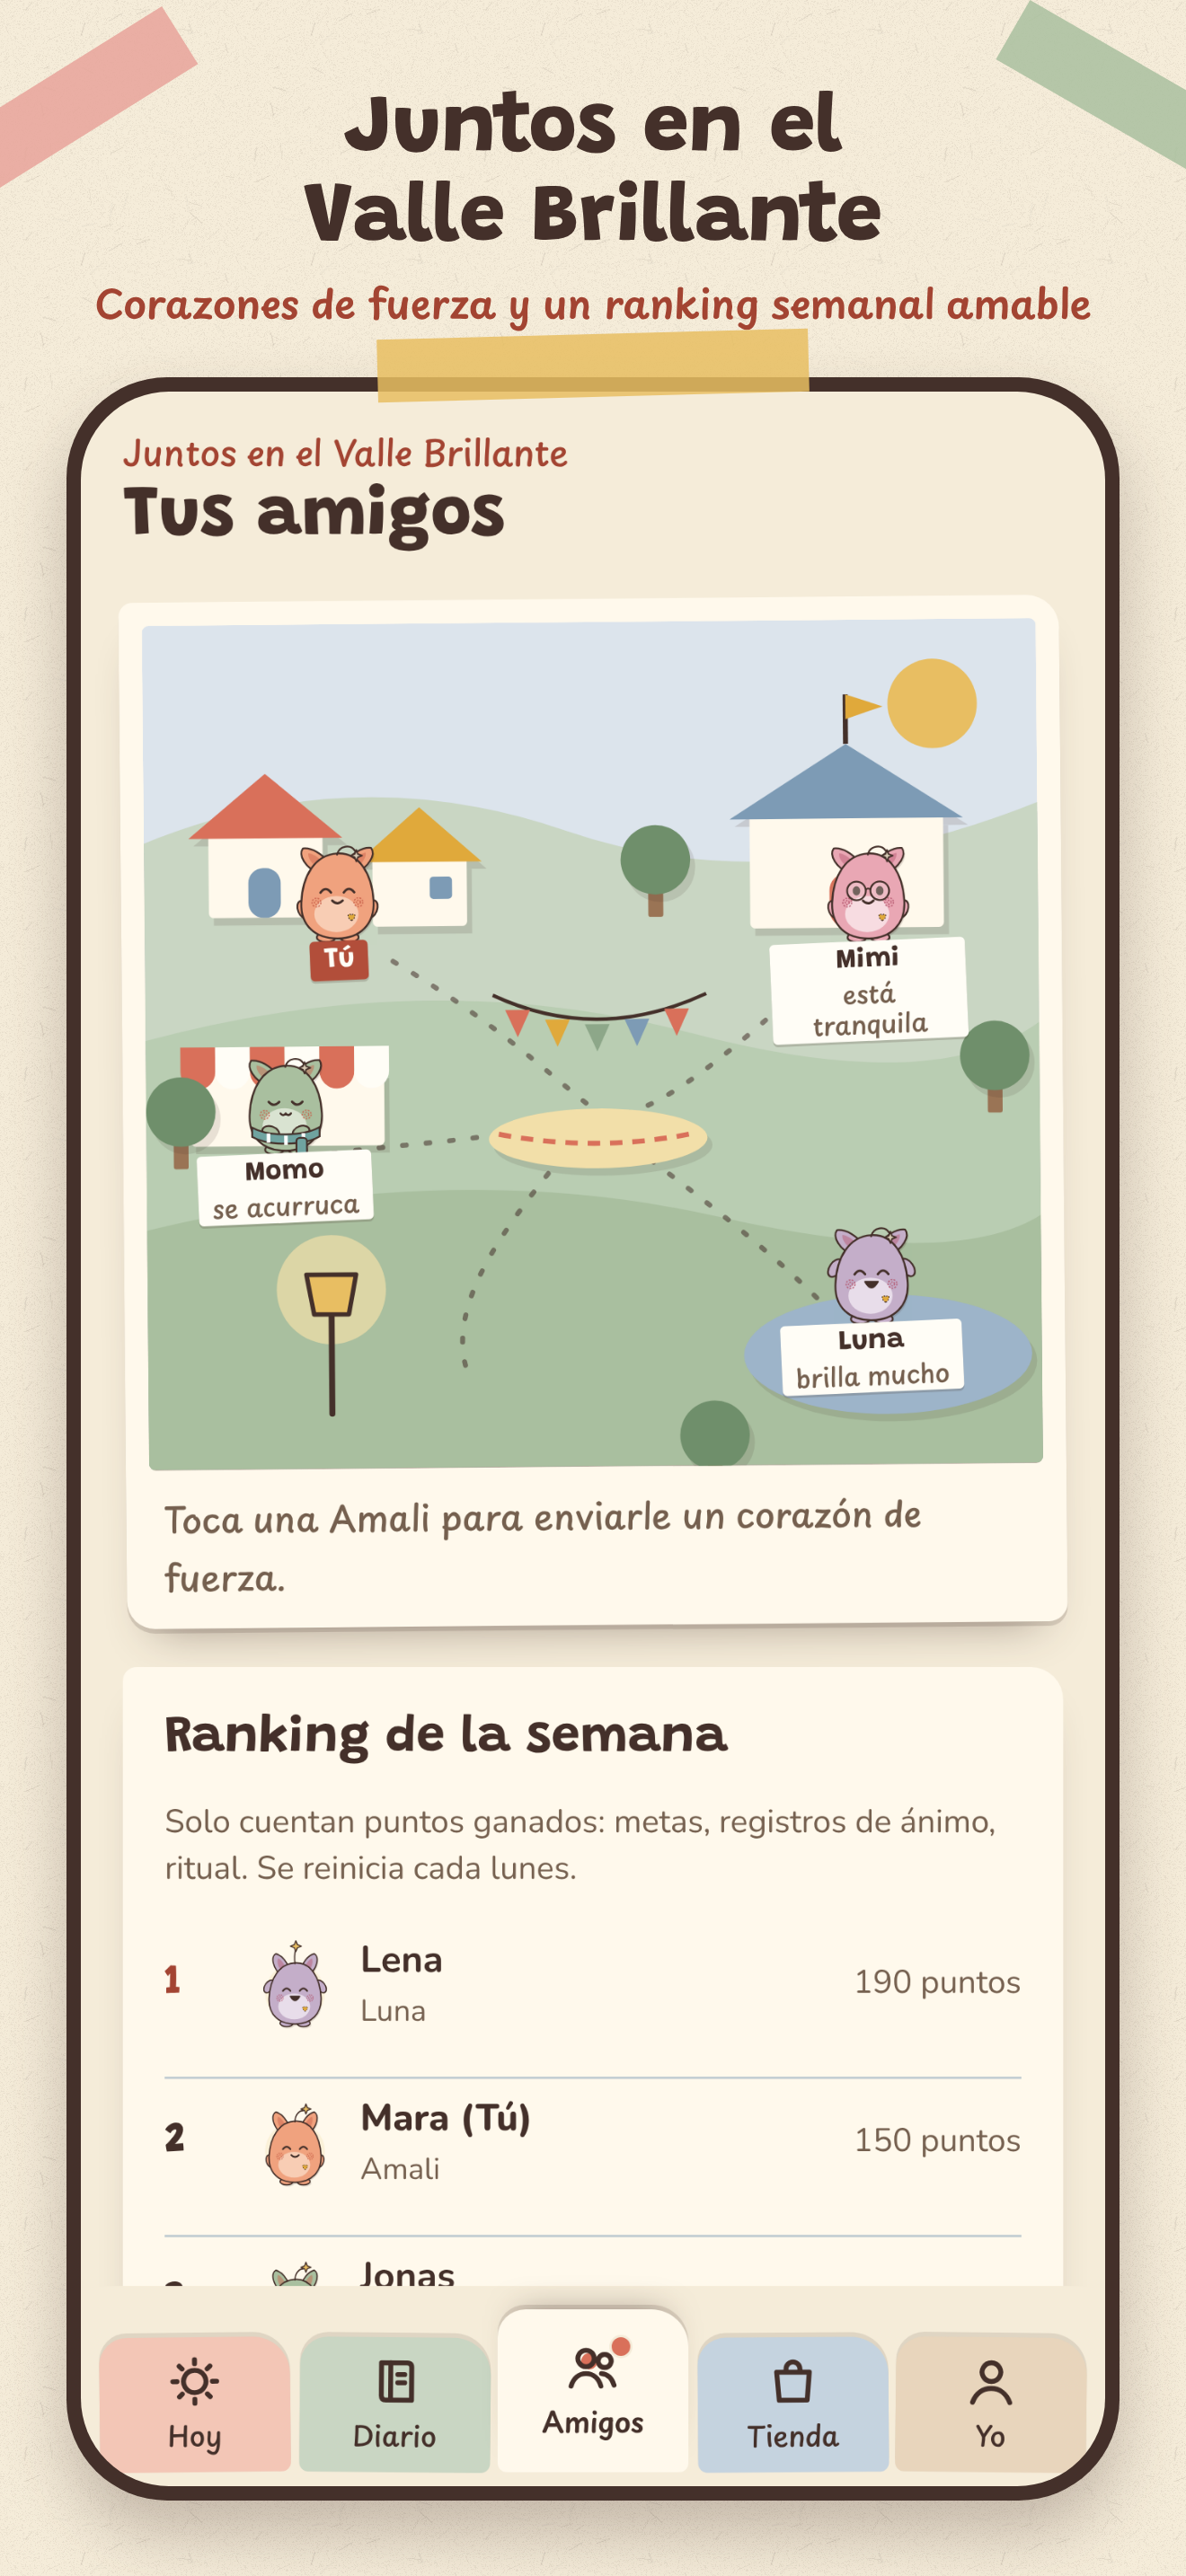 Juntos en el
Valle Brillante
Corazones de fuerza y un ranking semanal amable
Juntos en el Valle Brillante
Tus amigos
Tú
Mimi
está
tranquila
Momo
se acurruca
Luna
brilla mucho
Toca una Amali para enviarle un corazón de
fuerza.
Ranking de la semana
Solo cuentan puntos ganados: metas, registros de ánimo,
ritual. Se reinicia cada lunes.
1
Lena
190 puntos
Luna
2
Mara (Tú)
150 puntos
Amali
Jonas
Hoy
Diario
Amigos
Tienda
Yo